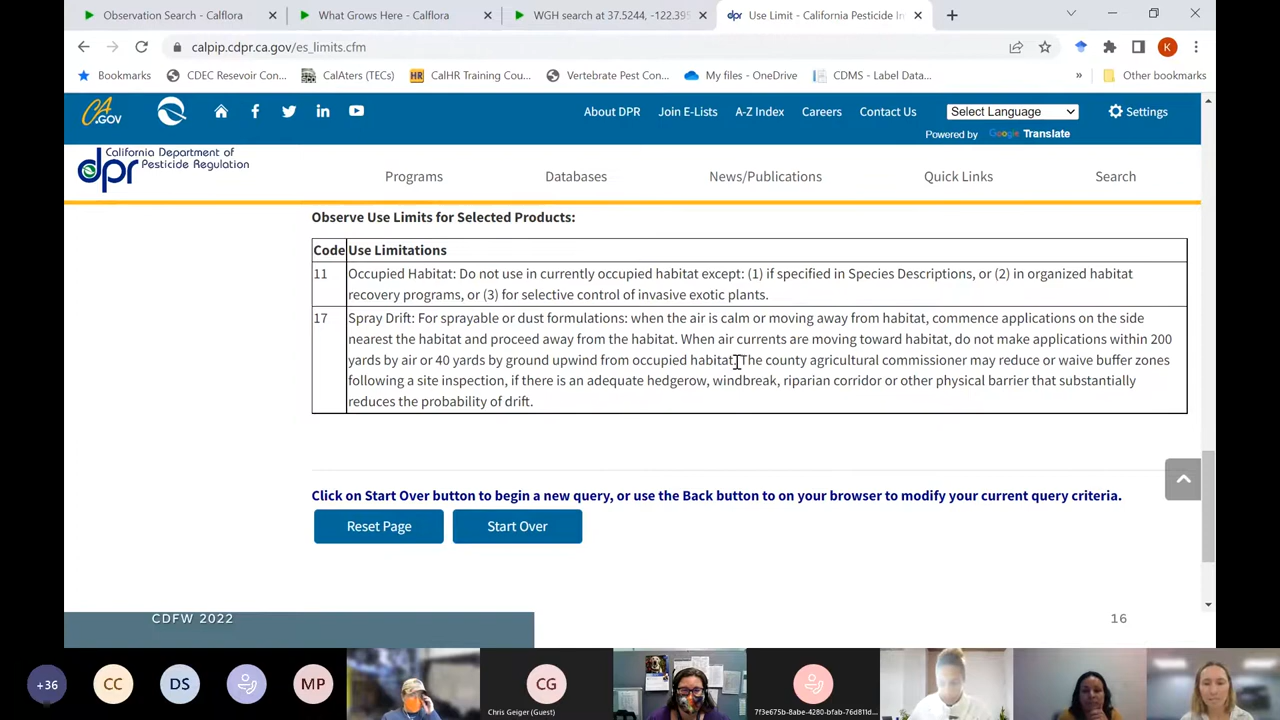 Observation Search - Calflora
What Grows Here - Calflora
WGH search at 37.5244, -122.395
Use Limit - California Pesticide In
calpip.cdpr.ca.gov/es_limits.cfm
K
Bookmarks
CDEC Resevoir Con...
CalATers (TECs)
HR CalHR Training Cou...
Vertebrate Pest Con...
My files - OneDrive
CDMS - Label Data...
»
Other bookmarks
CA.GOV
About DPR
Join E-Lists
A-Z Index
Careers
Contact Us
Select Language
Settings
Powered by Google Translate
dpr California Department of
Pesticide Regulation
Programs
Databases
News/Publications
Quick Links
Search
Observe Use Limits for Selected Products:
Code Use Limitations
11 Occupied Habitat: Do not use in currently occupied habitat except: (1) if specified in Species Descriptions, or (2) in organized habitat
recovery programs, or (3) for selective control of invasive exotic plants.
17 Spray Drift: For sprayable or dust formulations: when the air is calm or moving away from habitat, commence applications on the side
nearest the habitat and proceed away from the habitat. When air currents are moving toward habitat, do not make applications within 200
yards by air or 40 yards by ground upwind from occupied habitat. The county agricultural commissioner may reduce or waive buffer zones
following a site inspection, if there is an adequate hedgerow, windbreak, riparian corridor or other physical barrier that substantially
reduces the probability of drift.
Click on Start Over button to begin a new query, or use the Back button to on your browser to modify your current query criteria.
Reset Page
Start Over
CDFW 2022
16
+36
CC
DS
MP
CG
Chris Geiger (Guest)
7f3e675b-8abe-4280-bfab-76d811d...